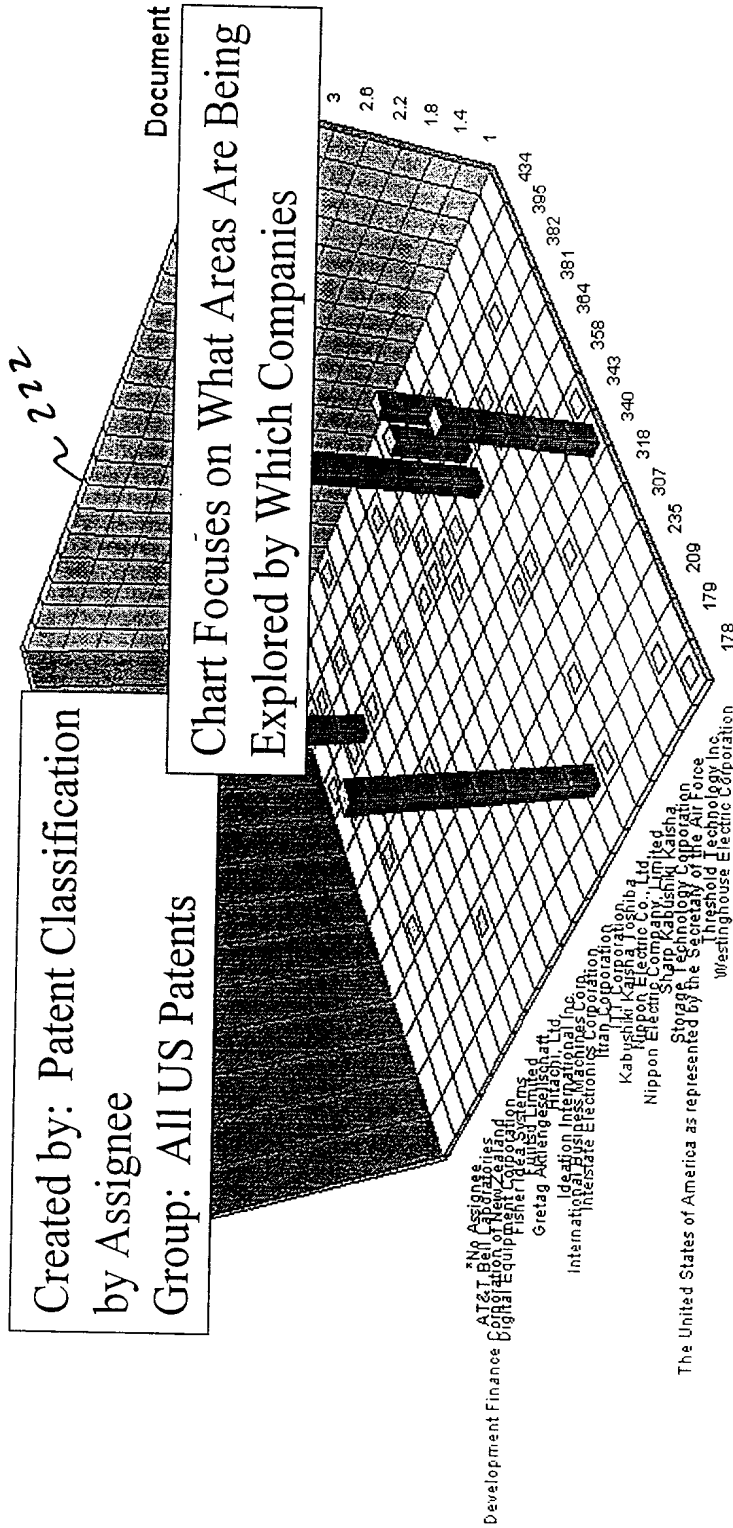 Created by: Patent Classification
by Assignee
Group: All US Patents
222
Chart Focuses on What Areas Are Being
Explored by Which Companies
Document
3
2.6
2.2
1.8
1.4
1
434
395
382
381
364
358
343
340
318
307
235
209
179
178
*No Assignee
AT&T Bell Laboratories
Development Finance Corporation of New Zealand
Digital Equipment Corporation
Fisher Idea Systems
Fujitsu Limited
Gretag Aktiengesellschaft
Hitachi, Ltd.
Ideation International Inc.
International Business Machines Corp.
Interstate Electronics Corporation
Itran Corporation
ITT Corporation
Kabushiki Kaisha Toshiba
Nippon Electric Co., Ltd.
Nippon Electric Company, Limited
Sharp Kabushiki Kaisha
Storage Technology Corporation
The United States of America as represented by the Secretary of the Air Force
Threshold Technology Inc.
Westinghouse Electric Corporation